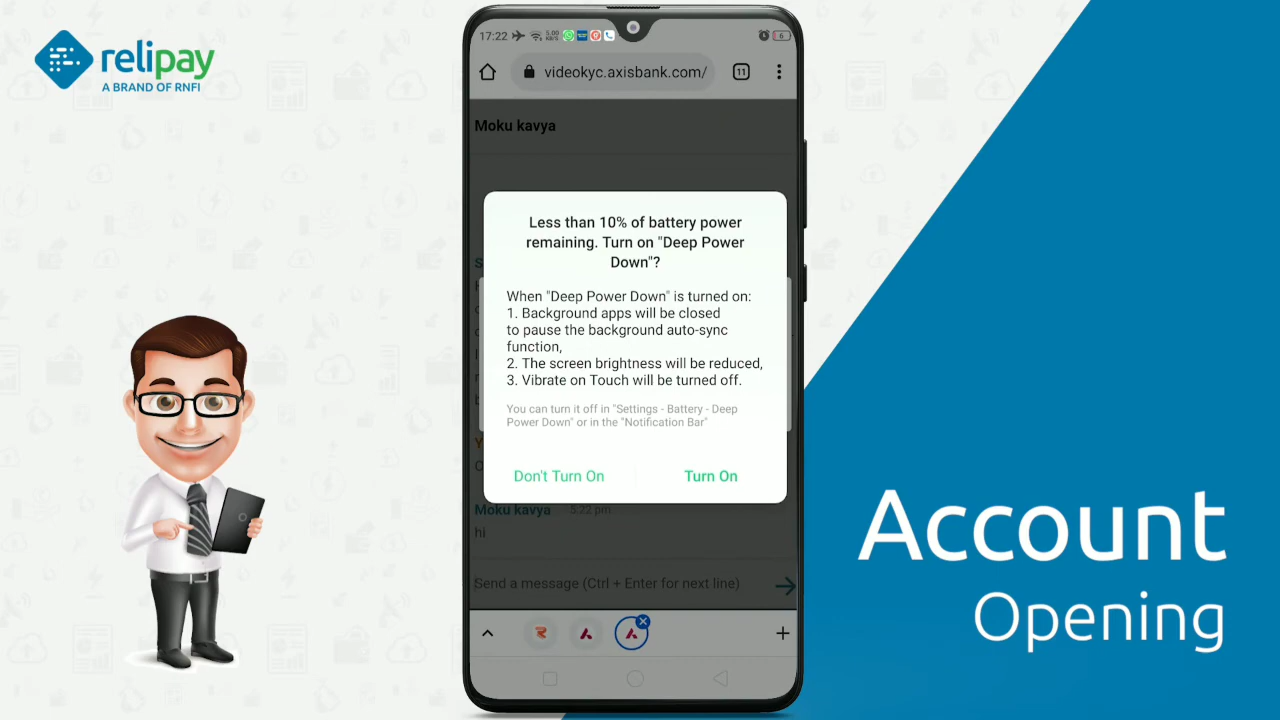 relipay
A BRAND OF RNFI
17:22
5.00
KB/S
6
videokyc.axisbank.com/
11
Moku kavya
Less than 10% of battery power
remaining. Turn on "Deep Power
Down"?
When "Deep Power Down" is turned on:
1. Background apps will be closed
to pause the background auto-sync
function,
2. The screen brightness will be reduced,
3. Vibrate on Touch will be turned off.
You can turn it off in "Settings - Battery - Deep
Power Down" or in the "Notification Bar"
Don't Turn On
Turn On
Moku kavya 5:22 pm
hi
Send a message (Ctrl + Enter for next line)
Account
Opening